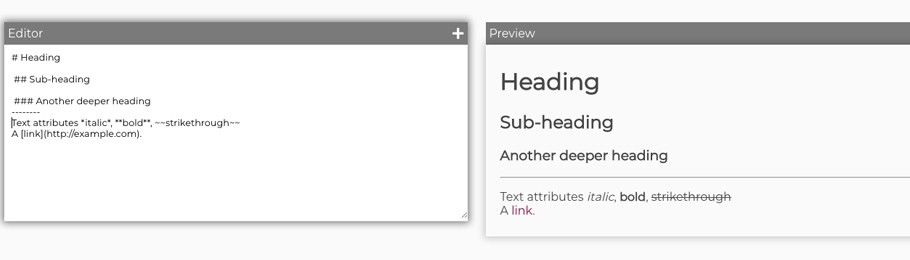 Editor
# Heading
## Sub-heading
### Another deeper heading
--------
Text attributes *italic*, **bold**, ~~strikethrough~~
A [link](http://example.com).
Preview
Heading
Sub-heading
Another deeper heading
Text attributes italic, bold, strikethrough
A link.